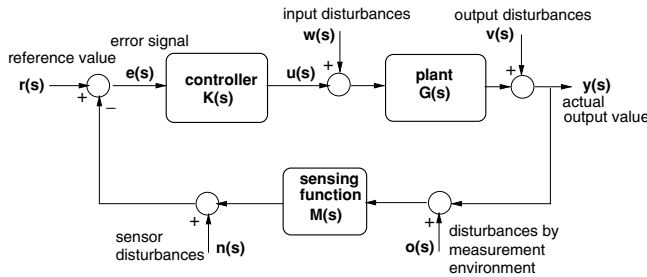 input disturbances
w(s)
output disturbances
v(s)
reference value
r(s)
+
−
error signal
e(s)
controller
K(s)
u(s)
+
plant
G(s)
+
y(s)
actual
output value
sensing
function
M(s)
+
sensor
disturbances
n(s)
+
o(s)
disturbances by
measurement
environment